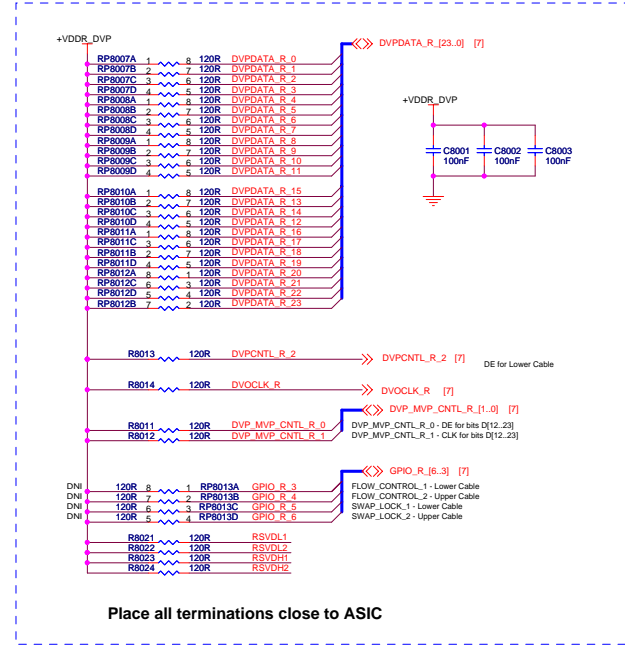 +VDDR_DVP
DVPDATA_R_[23..0] [7]
RP8007A 1 8 120R DVPDATA_R_0
RP8007B 2 7 120R DVPDATA_R_1
RP8007C 3 6 120R DVPDATA_R_2
RP8007D 4 5 120R DVPDATA_R_3
RP8008A 1 8 120R DVPDATA_R_4
RP8008B 2 7 120R DVPDATA_R_5
RP8008C 3 6 120R DVPDATA_R_6
RP8008D 4 5 120R DVPDATA_R_7
RP8009A 1 8 120R DVPDATA_R_8
RP8009B 2 7 120R DVPDATA_R_9
RP8009C 3 6 120R DVPDATA_R_10
RP8009D 4 5 120R DVPDATA_R_11
+VDDR_DVP
C8001 C8002 C8003
100nF 100nF 100nF
RP8010A 1 8 120R DVPDATA_R_15
RP8010B 2 7 120R DVPDATA_R_13
RP8010C 3 6 120R DVPDATA_R_14
RP8010D 4 5 120R DVPDATA_R_12
RP8011A 1 8 120R DVPDATA_R_16
RP8011C 3 6 120R DVPDATA_R_17
RP8011B 2 7 120R DVPDATA_R_18
RP8011D 4 5 120R DVPDATA_R_19
RP8012A 8 1 120R DVPDATA_R_20
RP8012C 6 3 120R DVPDATA_R_21
RP8012D 5 4 120R DVPDATA_R_22
RP8012B 7 2 120R DVPDATA_R_23
R8013 120R DVPCNTL_R_2 DVPCNTL_R_2 [7]
DE for Lower Cable
R8014 120R DVOCLK_R DVOCLK_R [7]
DVP_MVP_CNTL_R_[1..0] [7]
R8011 120R DVP_MVP_CNTL_R_0 DVP_MVP_CNTL_R_0 - DE for bits D[12..23]
R8012 120R DVP_MVP_CNTL_R_1 DVP_MVP_CNTL_R_1 - CLK for bits D[12..23]
GPIO_R_[6..3] [7]
DNI 120R 8 1 RP8013A GPIO_R_3 FLOW_CONTROL_1 - Lower Cable
DNI 120R 7 2 RP8013B GPIO_R_4 FLOW_CONTROL_2 - Upper Cable
DNI 120R 6 3 RP8013C GPIO_R_5 SWAP_LOCK_1 - Lower Cable
DNI 120R 5 4 RP8013D GPIO_R_6 SWAP_LOCK_2 - Upper Cable
R8021 120R RSVDL1
R8022 120R RSVDL2
R8023 120R RSVDH1
R8024 120R RSVDH2
Place all terminations close to ASIC